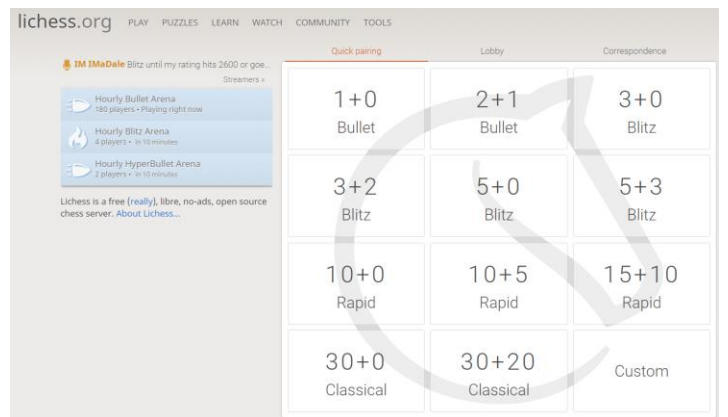 lichess.org PLAY PUZZLES LEARN WATCH COMMUNITY TOOLS
IM IMaDale Blitz until my rating hits 2600 or goe...
Streamers »
Hourly Bullet Arena
180 players • Playing right now
Hourly Blitz Arena
4 players • in 10 minutes
Hourly HyperBullet Arena
2 players • in 10 minutes
Lichess is a free (really), libre, no-ads, open source
chess server. About Lichess...
Quick pairing Lobby Correspondence
1+0 2+1 3+0
Bullet Bullet Blitz
3+2 5+0 5+3
Blitz Blitz Blitz
10+0 10+5 15+10
Rapid Rapid Rapid
30+0 30+20 Custom
Classical Classical